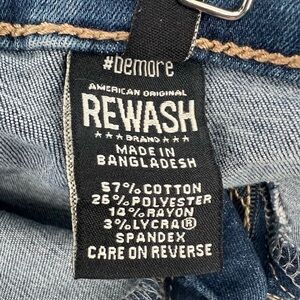 #bemore
AMERICAN ORIGINAL
REWASH
★★★ BRAND ★★★
MADE IN
BANGLADESH
57% COTTON
26% POLYESTER
14% RAYON
3% LYCRA®
SPANDEX
CARE ON REVERSE